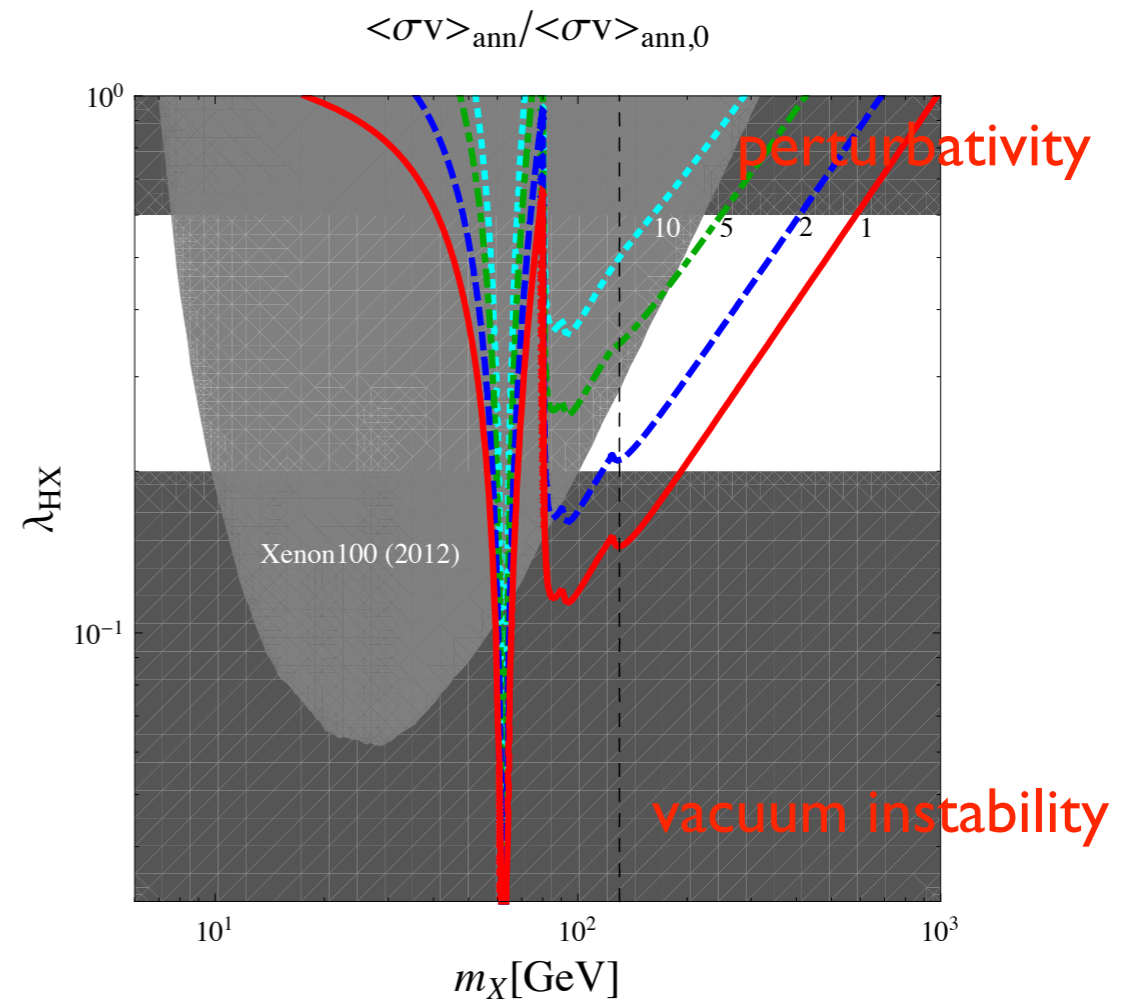 <σv>ann/<σv>ann,0
10⁰
perturbativity
10 5 2 1
λHX
Xenon100 (2012)
10⁻¹
vacuum instability
10¹ 10² 10³
mX[GeV]